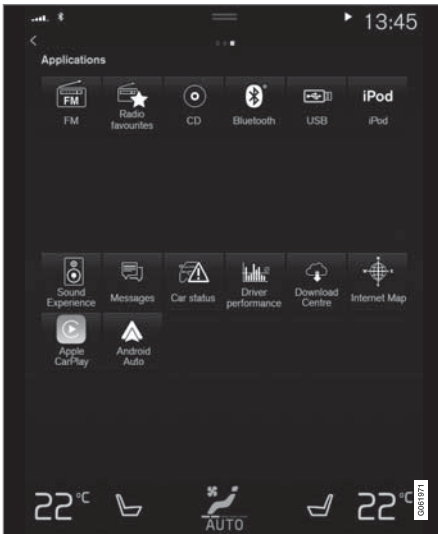 13:45
Applications
FM
FM
Radio
favourites
CD
Bluetooth
USB
iPod
iPod
Sound
Experience
Messages
Car status
Driver
performance
Download
Centre
Internet Map
Apple
CarPlay
Android
Auto
22°C
AUTO
22°C
G061971